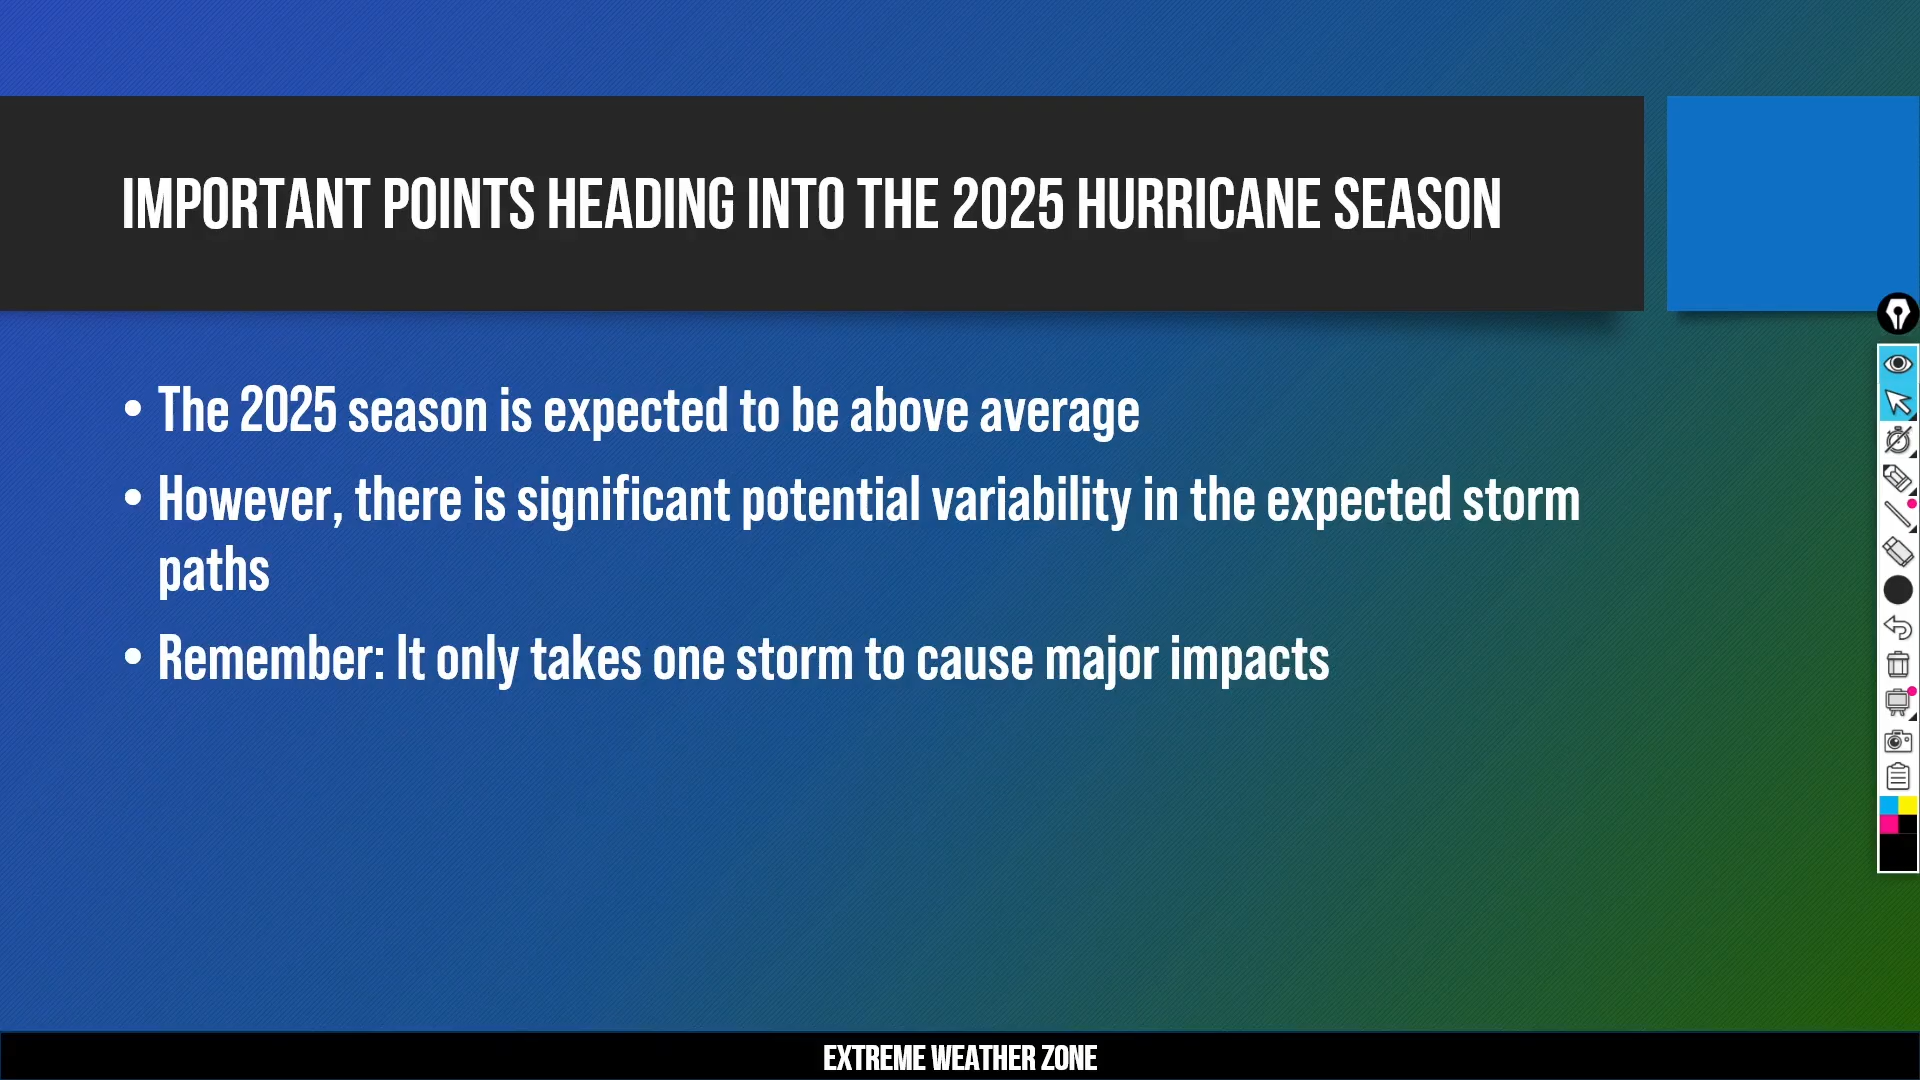 IMPORTANT POINTS HEADING INTO THE 2025 HURRICANE SEASON
• The 2025 season is expected to be above average
• However, there is significant potential variability in the expected storm
paths
• Remember: It only takes one storm to cause major impacts
EXTREME WEATHER ZONE